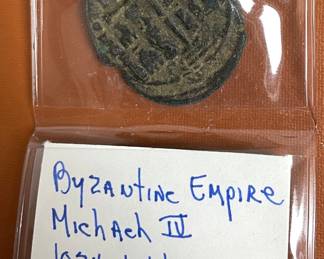 Byzantine Empire
Michael IV